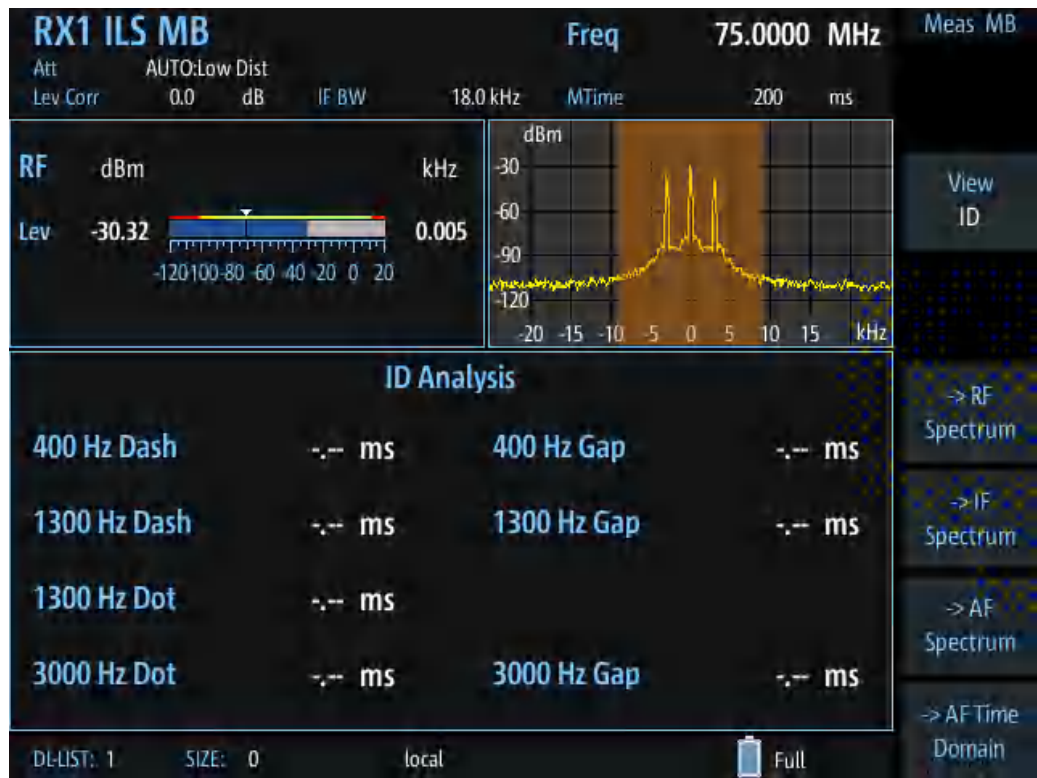 RX1 ILS MB Freq 75.0000 MHz Meas MB
Att AUTO:Low Dist
Lev Corr 0.0 dB IF BW 18.0 kHz MTime 200 ms
RF dBm kHz
Lev -30.32 0.005
-120-100-80 -60 -40 -20 0 20
dBm
-30
-60
-90
-120
-20 -15 -10 -5 0 5 10 15 kHz
View
ID
ID Analysis
400 Hz Dash -.-- ms 400 Hz Gap -.-- ms
1300 Hz Dash -.-- ms 1300 Hz Gap -.-- ms
1300 Hz Dot -.-- ms
3000 Hz Dot -.-- ms 3000 Hz Gap -.-- ms
-> RF
Spectrum
-> IF
Spectrum
-> AF
Spectrum
-> AF Time
Domain
DL-LIST: 1 SIZE: 0 local Full